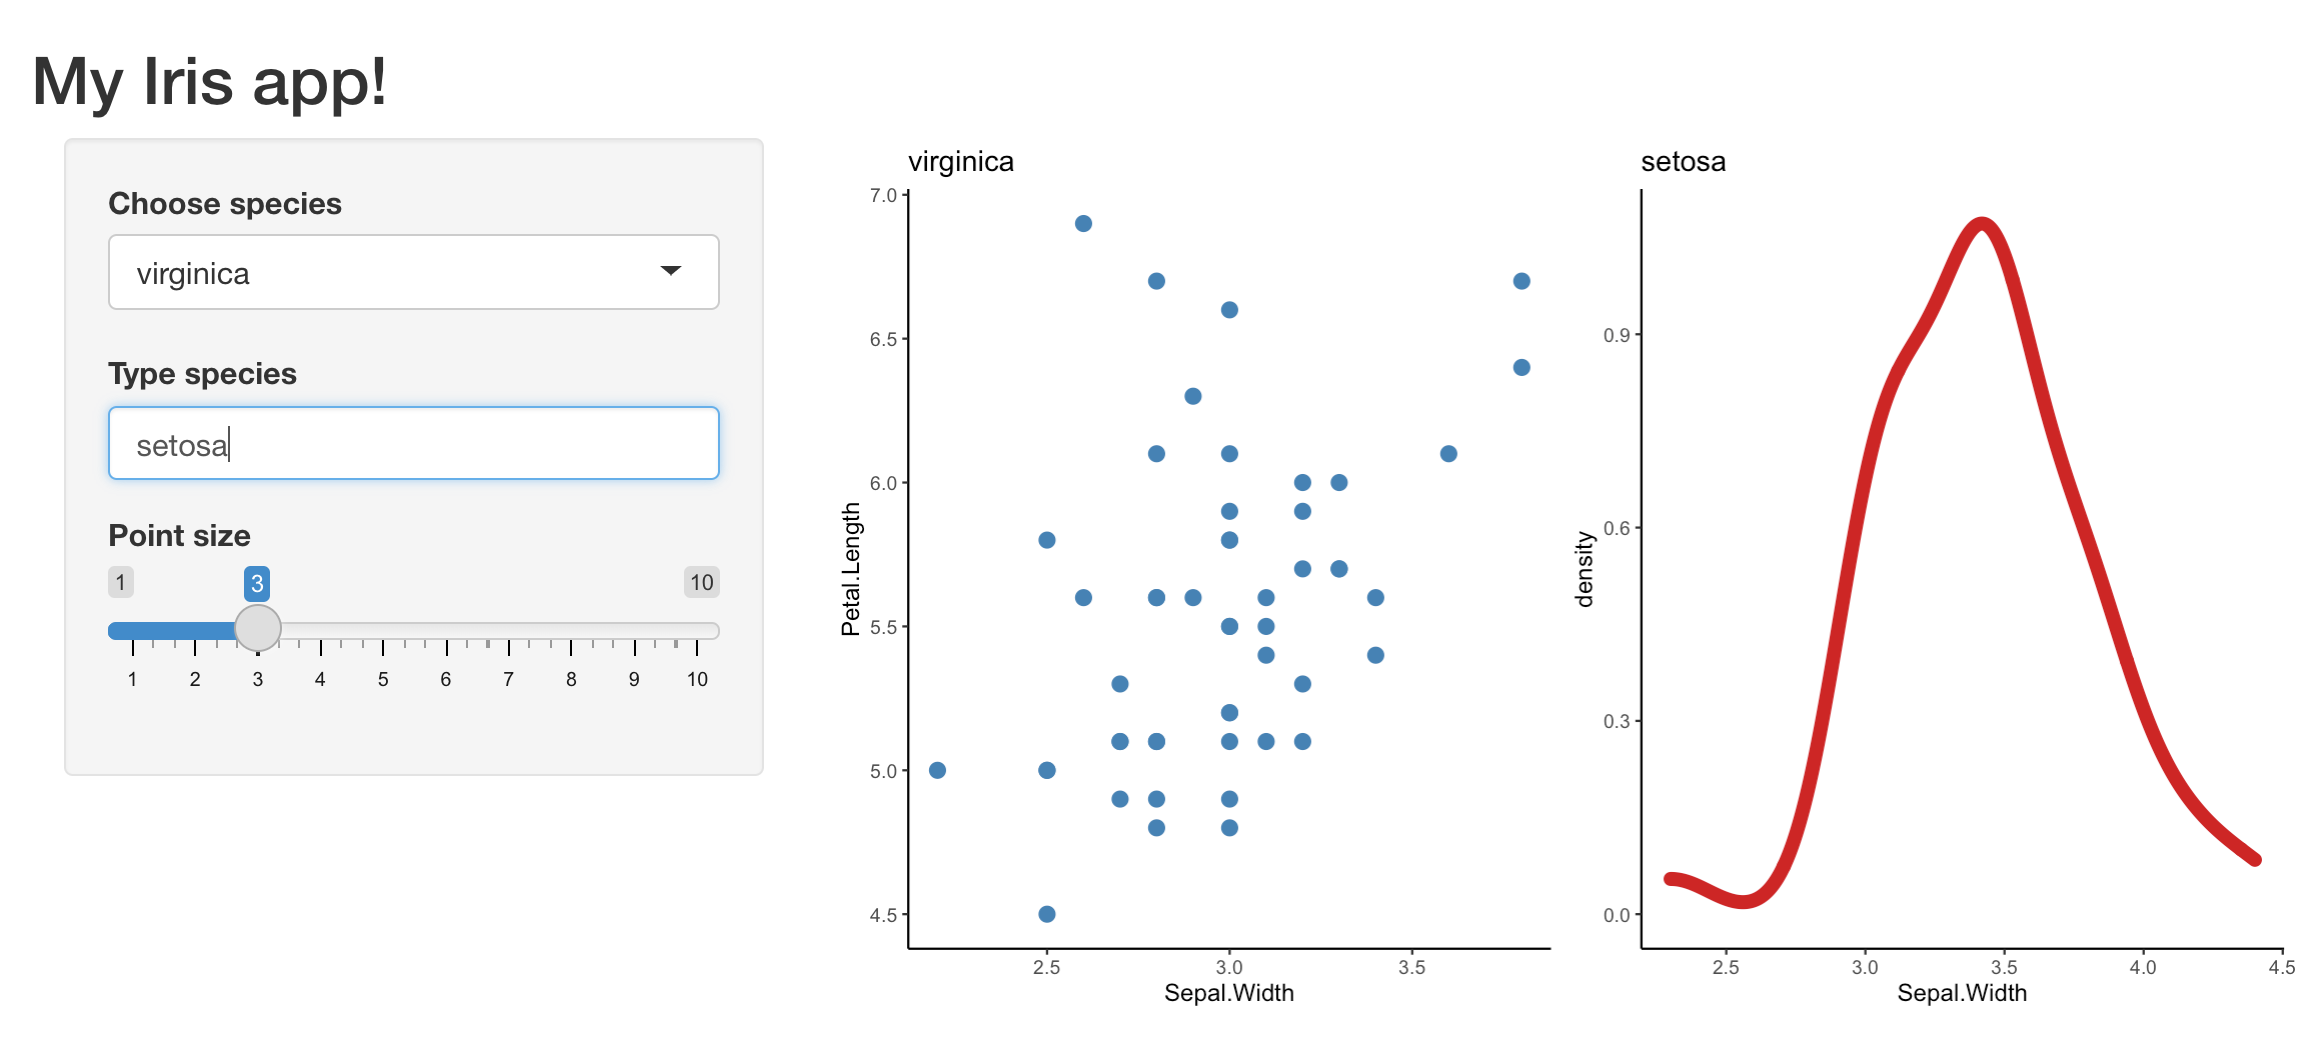 My Iris app!
Choose species
virginica
Type species
setosa
Point size
1 3 10
1 2 3 4 5 6 7 8 9 10
virginica
7.0
6.5
6.0
5.5
5.0
4.5
Petal.Length
2.5 3.0 3.5
Sepal.Width
setosa
0.9
0.6
0.3
0.0
density
2.5 3.0 3.5 4.0 4.5
Sepal.Width